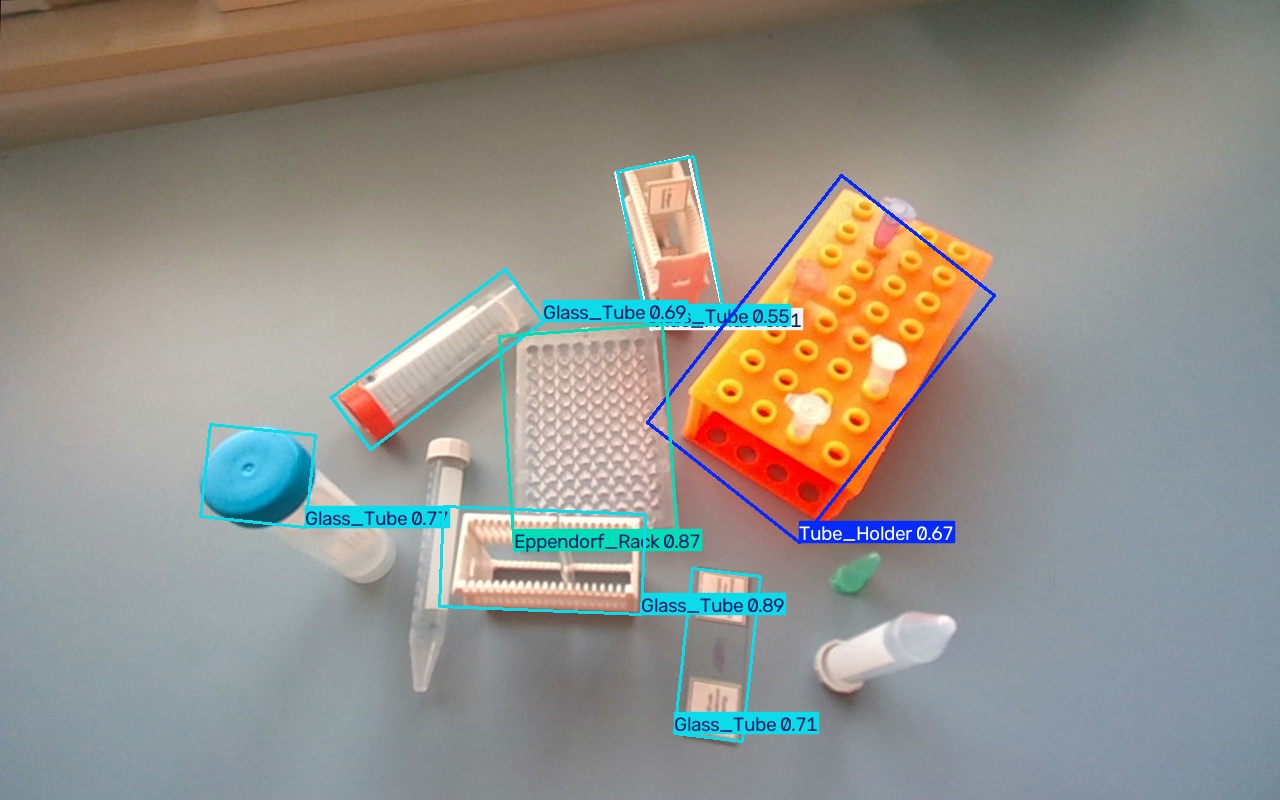 Glass_Tube 0.69
Glass_Tube 0.55
Glass_Tube 0.77
Eppendorf_Rack 0.87
Tube_Holder 0.67
Glass_Tube 0.89
Glass_Tube 0.71